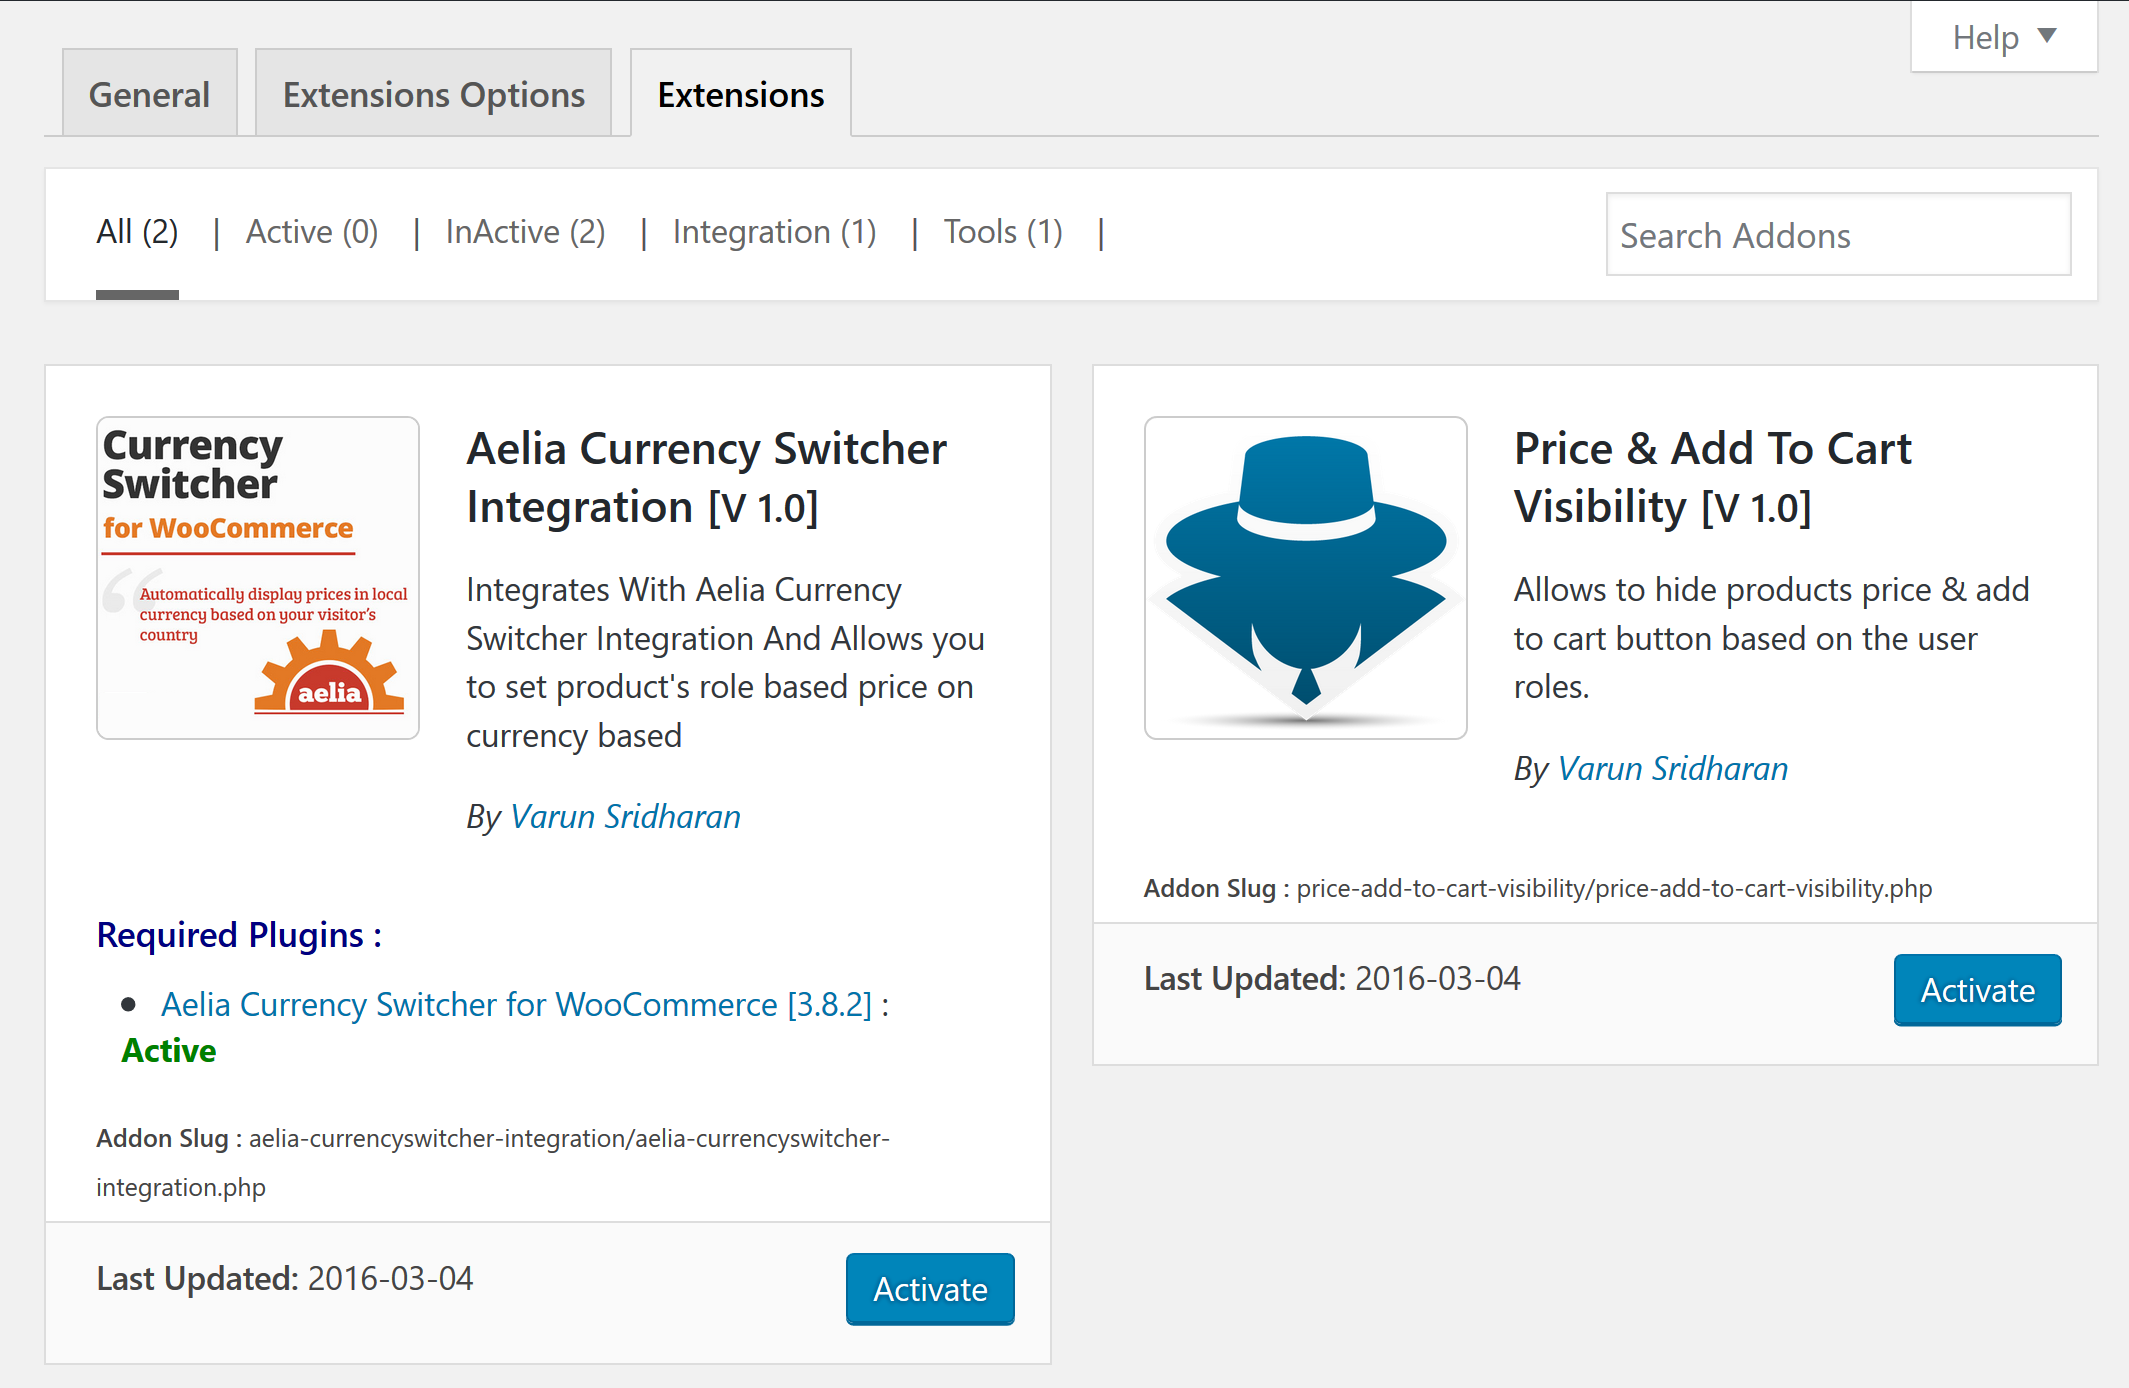 Help ▼
General
Extensions Options
Extensions
All (2) | Active (0) | InActive (2) | Integration (1) | Tools (1) |
Search Addons
Currency
Switcher
for WooCommerce
“ Automatically display prices in local
currency based on your visitor's
country
aelia
Aelia Currency Switcher
Integration [V 1.0]
Integrates With Aelia Currency
Switcher Integration And Allows you
to set product's role based price on
currency based
By Varun Sridharan
Required Plugins :
• Aelia Currency Switcher for WooCommerce [3.8.2] :
Active
Addon Slug : aelia-currencyswitcher-integration/aelia-currencyswitcher-
integration.php
Last Updated: 2016-03-04
Activate
Price & Add To Cart
Visibility [V 1.0]
Allows to hide products price & add
to cart button based on the user
roles.
By Varun Sridharan
Addon Slug : price-add-to-cart-visibility/price-add-to-cart-visibility.php
Last Updated: 2016-03-04
Activate